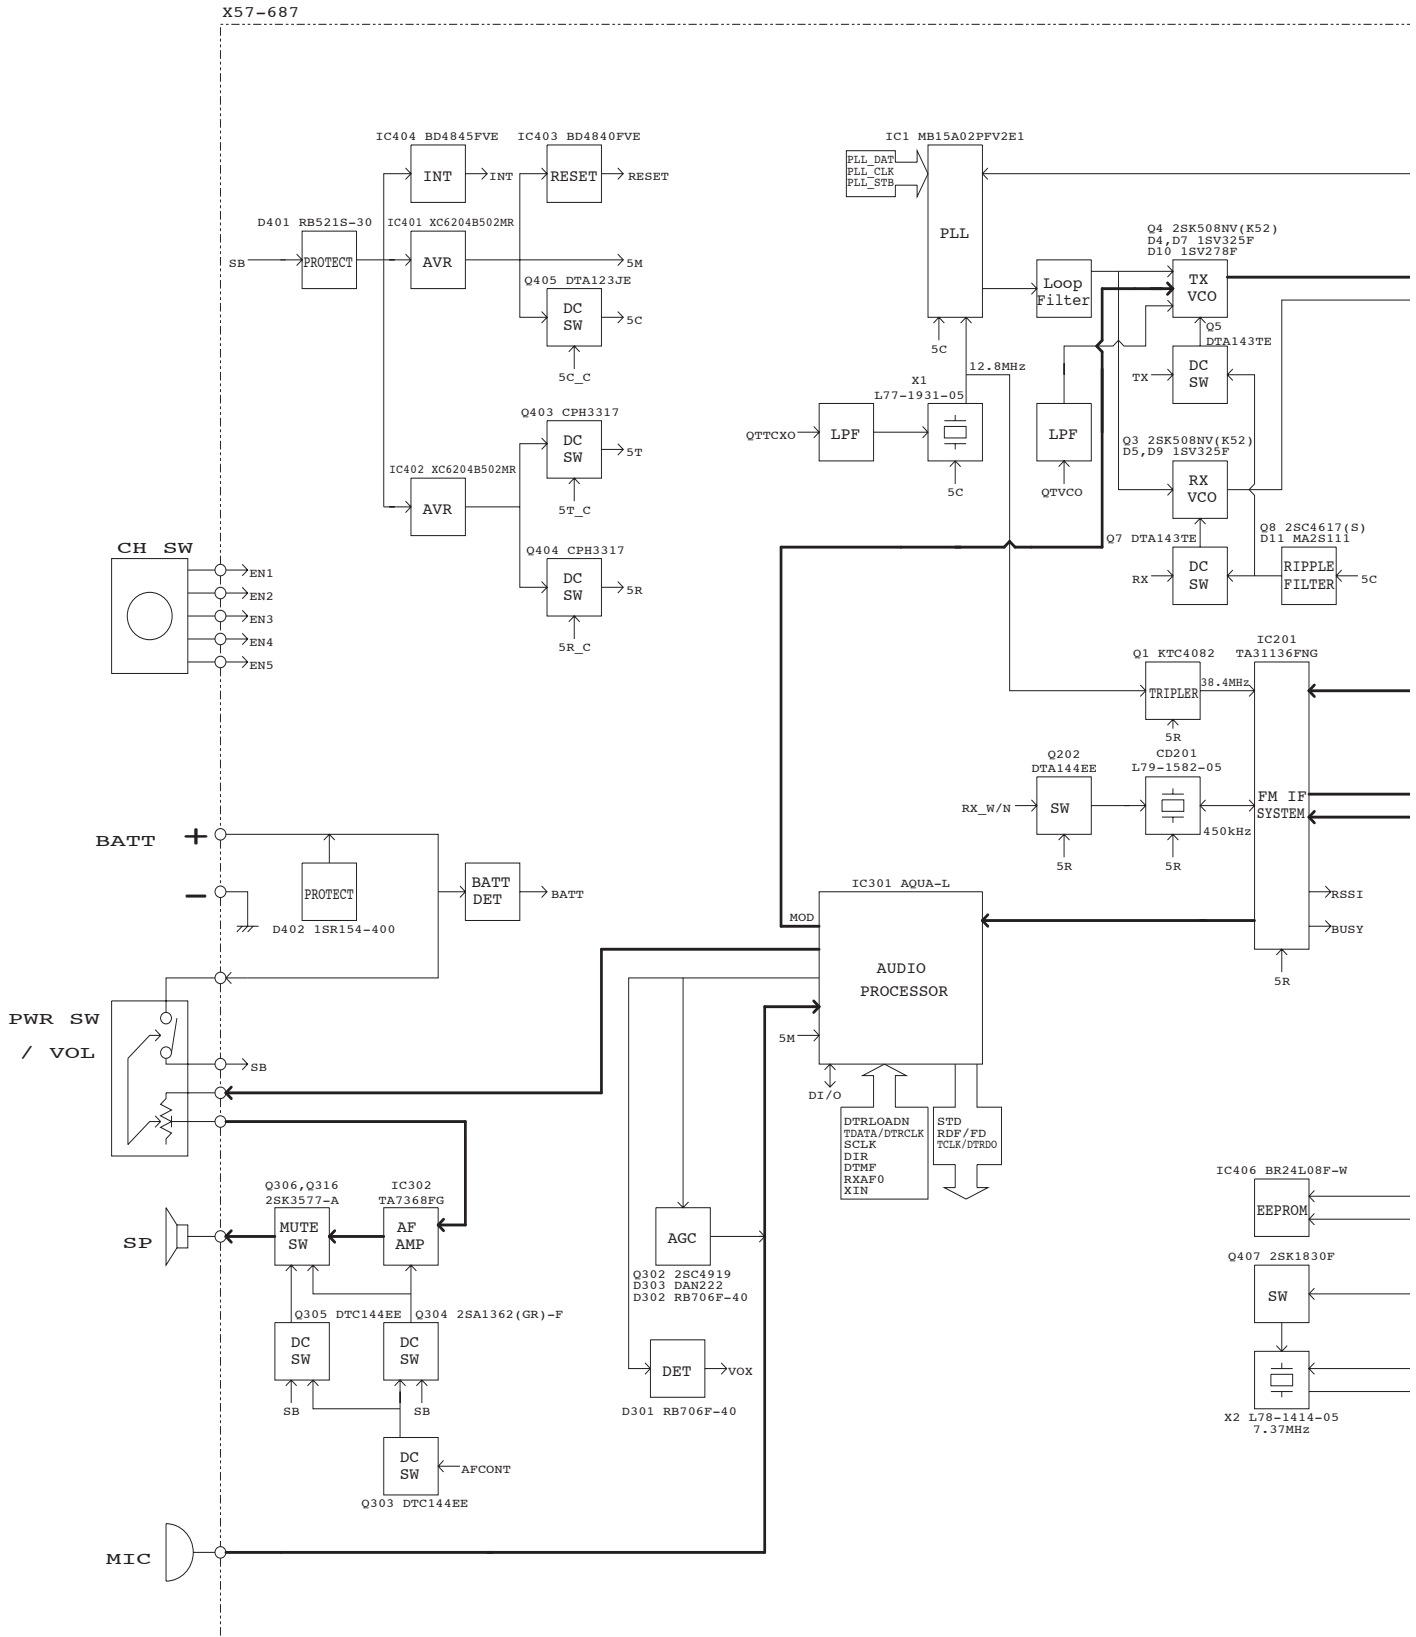 X57-687
IC404 BD4845FVE
INT
INT
IC403 BD4840FVE
RESET
RESET
D401 RB521S-30
SB
PROTECT
IC401 XC6204B502MR
AVR
5M
Q405 DTA123JE
DC
SW
5C
5C_C
Q403 CPH3317
DC
SW
5T
5T_C
IC402 XC6204B502MR
AVR
Q404 CPH3317
DC
SW
5R
5R_C
CH SW
EN1
EN2
EN3
EN4
EN5
IC1 MB15A02PFV2E1
PLL_DAT
PLL_CLK
PLL_STB
PLL
5C
12.8MHz
Loop
Filter
X1
L77-1931-05
QTTCXO
LPF
5C
LPF
QTVCO
Q4 2SK508NV(K52)
D4,D7 1SV325F
D10 1SV278F
TX
VCO
Q5
DTA143TE
TX
DC
SW
Q3 2SK508NV(K52)
D5,D9 1SV325F
RX
VCO
Q7 DTA143TE
RX
DC
SW
Q8 2SC4617(S)
D11 MA2S111
RIPPLE
FILTER
5C
Q1 KTC4082
TRIPLER
38.4MHz
5R
IC201
TA31136FNG
FM IF
SYSTEM
Q202
DTA144EE
RX_W/N
SW
5R
CD201
L79-1582-05
450kHz
5R
RSSI
BUSY
5R
BATT
+
−
PROTECT
D402 1SR154-400
BATT
DET
BATT
PWR SW
/ VOL
SB
IC301 AQUA-L
MOD
AUDIO
PROCESSOR
5M
DI/O
DTRLOADN
TDATA/DTRCLK
SCLK
DIR
DTMF
RXAFO
XIN
STD
RDF/FD
TCLK/DTRDO
Q306,Q316
2SK3577-A
MUTE
SW
IC302
TA7368FG
AF
AMP
SP
Q305 DTC144EE
DC
SW
SB
Q304 2SA1362(GR)-F
DC
SW
SB
DC
SW
AFCONT
Q303 DTC144EE
AGC
Q302 2SC4919
D303 DAN222
D302 RB706F-40
DET
VOX
D301 RB706F-40
IC406 BR24L08F-W
EEPROM
Q407 2SK1830F
SW
X2 L78-1414-05
7.37MHz
MIC